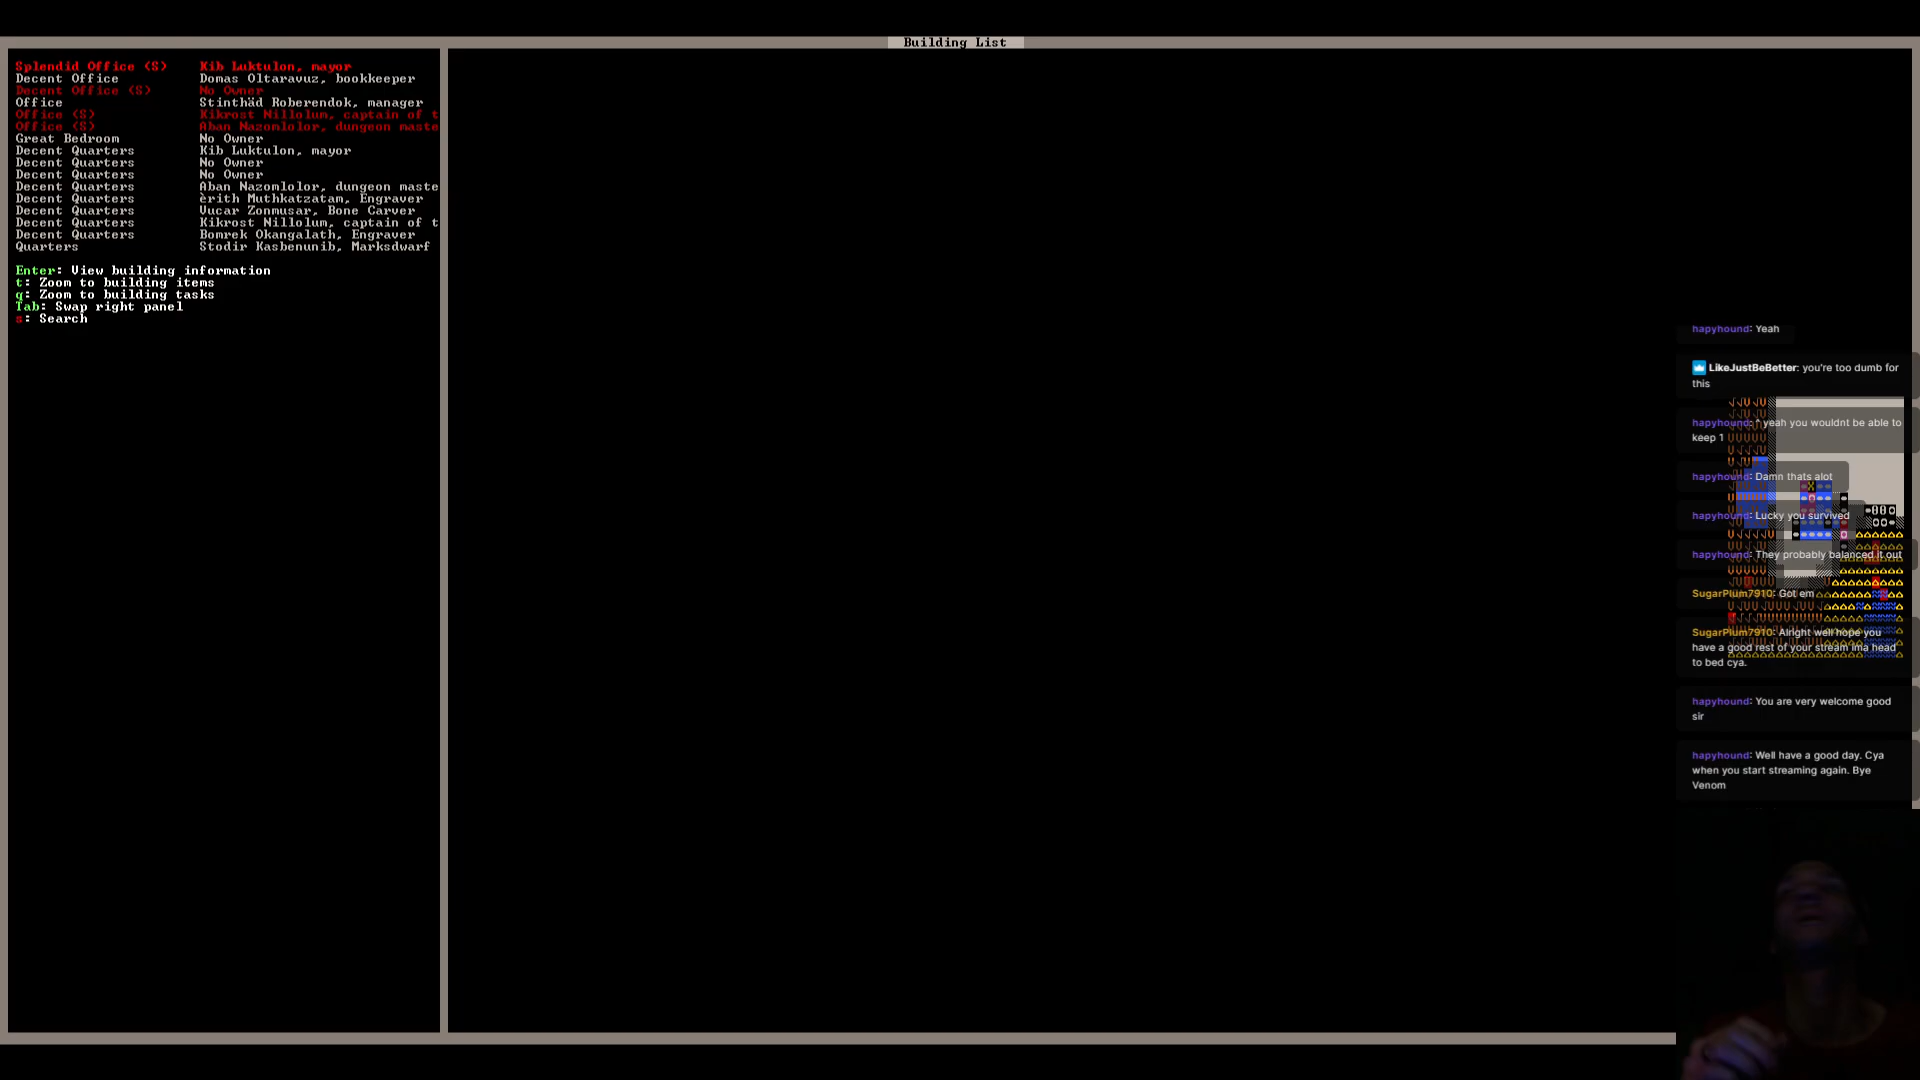 Building List
Splendid Office (S) Kib Luktulon, mayor
Decent Office Domas Oltaravuz, bookkeeper
Decent Office (S) No Owner
Office Stinthäd Roberendok, manager
Office (S) Kikrost Nillolum, captain of t
Office (S) Aban Nazomlolor, dungeon maste
Great Bedroom No Owner
Decent Quarters Kib Luktulon, mayor
Decent Quarters No Owner
Decent Quarters No Owner
Decent Quarters Aban Nazomlolor, dungeon maste
Decent Quarters èrith Muthkatzatam, Engraver
Decent Quarters Vucar Zonmusar, Bone Carver
Decent Quarters Kikrost Nillolum, captain of t
Decent Quarters Bomrek Okangalath, Engraver
Quarters Stodir Kasbenunib, Marksdwarf
Enter: View building information
t: Zoom to building items
q: Zoom to building tasks
Tab: Swap right panel
s: Search
hapyhound: Yeah
LikeJustBeBetter: you're too dumb for
this
hapyhound: ^ yeah you wouldnt be able to
keep 1
hapyhound: Damn thats alot
hapyhound: Lucky you survived
hapyhound: They probably balanced it out
SugarPlum7910: Got em
SugarPlum7910: Alright well hope you
have a good rest of your stream ima head
to bed cya.
hapyhound: You are very welcome good
sir
hapyhound: Well have a good day. Cya
when you start streaming again. Bye
Venom